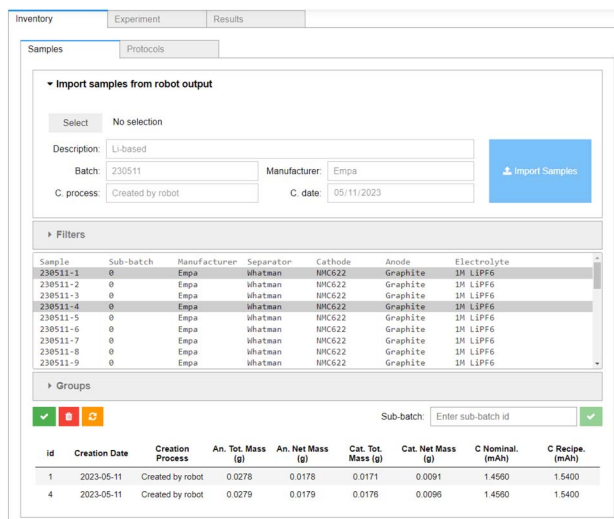 Inventory Experiment Results
Samples Protocols
Import samples from robot output
Select No selection
Description: Li-based
Batch: 230511 Manufacturer: Empa
Import Samples
C. process: Created by robot C. date: 05/11/2023
Filters
Sample Sub-batch Manufacturer Separator Cathode Anode Electrolyte
230511-1 0 Empa Whatman NMC622 Graphite 1M LiPF6
230511-2 0 Empa Whatman NMC622 Graphite 1M LiPF6
230511-3 0 Empa Whatman NMC622 Graphite 1M LiPF6
230511-4 0 Empa Whatman NMC622 Graphite 1M LiPF6
230511-5 0 Empa Whatman NMC622 Graphite 1M LiPF6
230511-6 0 Empa Whatman NMC622 Graphite 1M LiPF6
230511-7 0 Empa Whatman NMC622 Graphite 1M LiPF6
230511-8 0 Empa Whatman NMC622 Graphite 1M LiPF6
230511-9 0 Empa Whatman NMC622 Graphite 1M LiPF6
Groups
Sub-batch: Enter sub-batch id
id Creation Date Creation Process An. Tot. Mass (g) An. Net Mass (g) Cat. Tot. Mass (g) Cat. Net Mass (g) C Nominal. (mAh) C Recipe. (mAh)
1 2023-05-11 Created by robot 0.0278 0.0178 0.0171 0.0091 1.4560 1.5400
4 2023-05-11 Created by robot 0.0279 0.0179 0.0176 0.0096 1.4560 1.5400